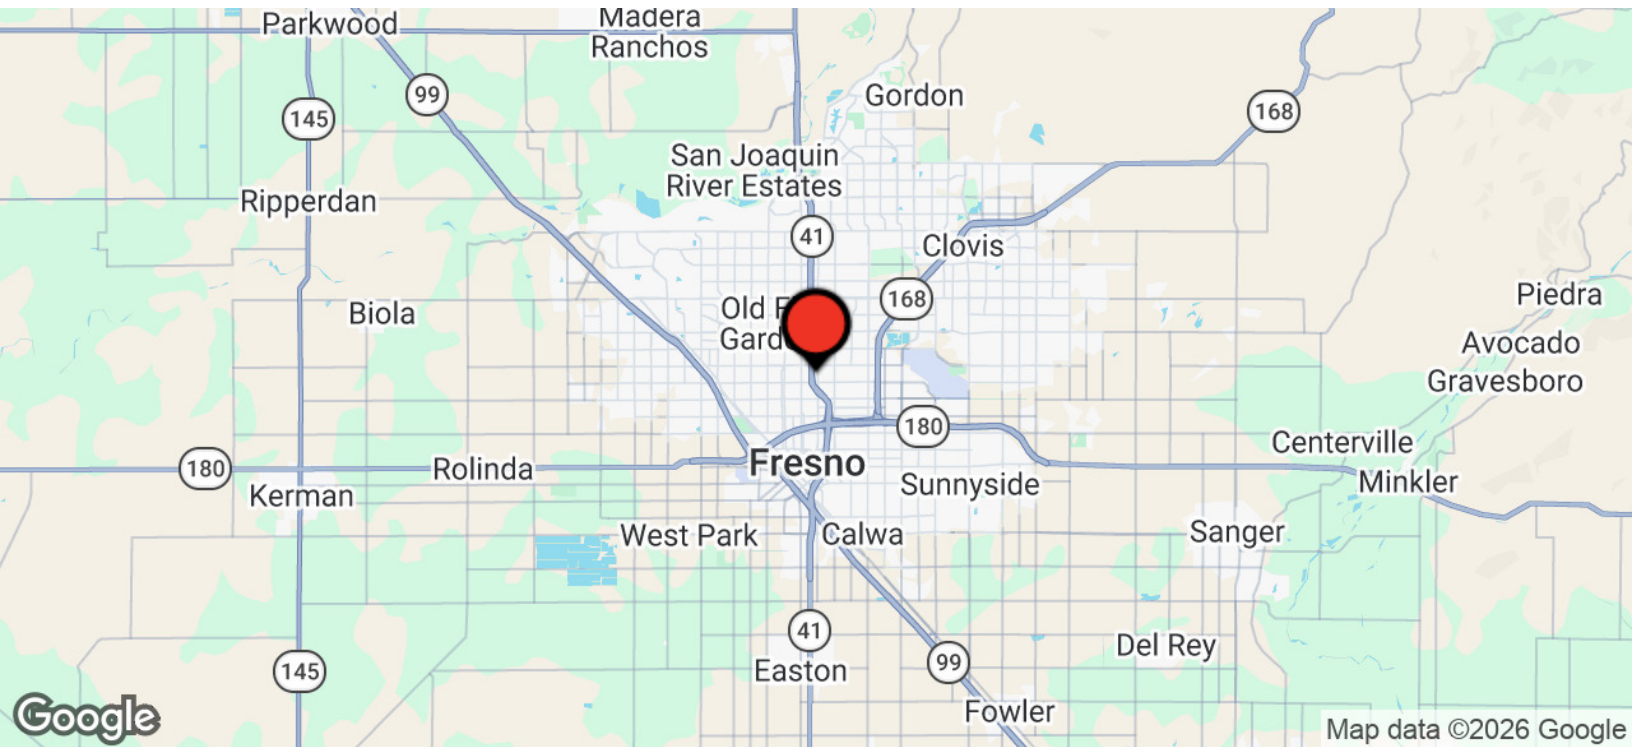 Parkwood
Madera
Ranchos
99
145
Gordon
168
San Joaquin
River Estates
Ripperdan
41
Clovis
168
Biola
Old
Piedra
Avocado
Gravesboro
180
Centerville
180
Rolinda
Fresno
Sunnyside
Minkler
Kerman
West Park
Calwa
Sanger
41
Del Rey
145
Easton
99
Fowler
Google
Map data ©2026 Google